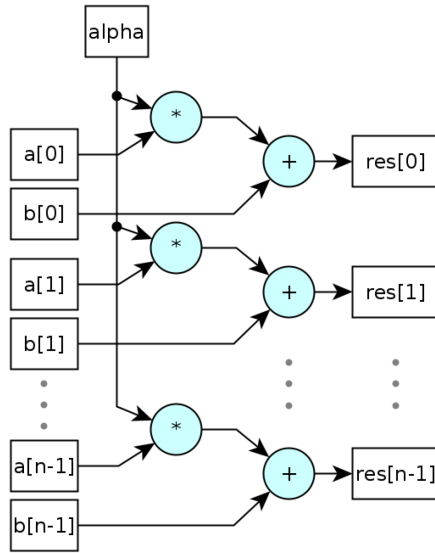 alpha
*
a[0]
+
res[0]
b[0]
*
a[1]
+
res[1]
b[1]
*
a[n-1]
+
res[n-1]
b[n-1]